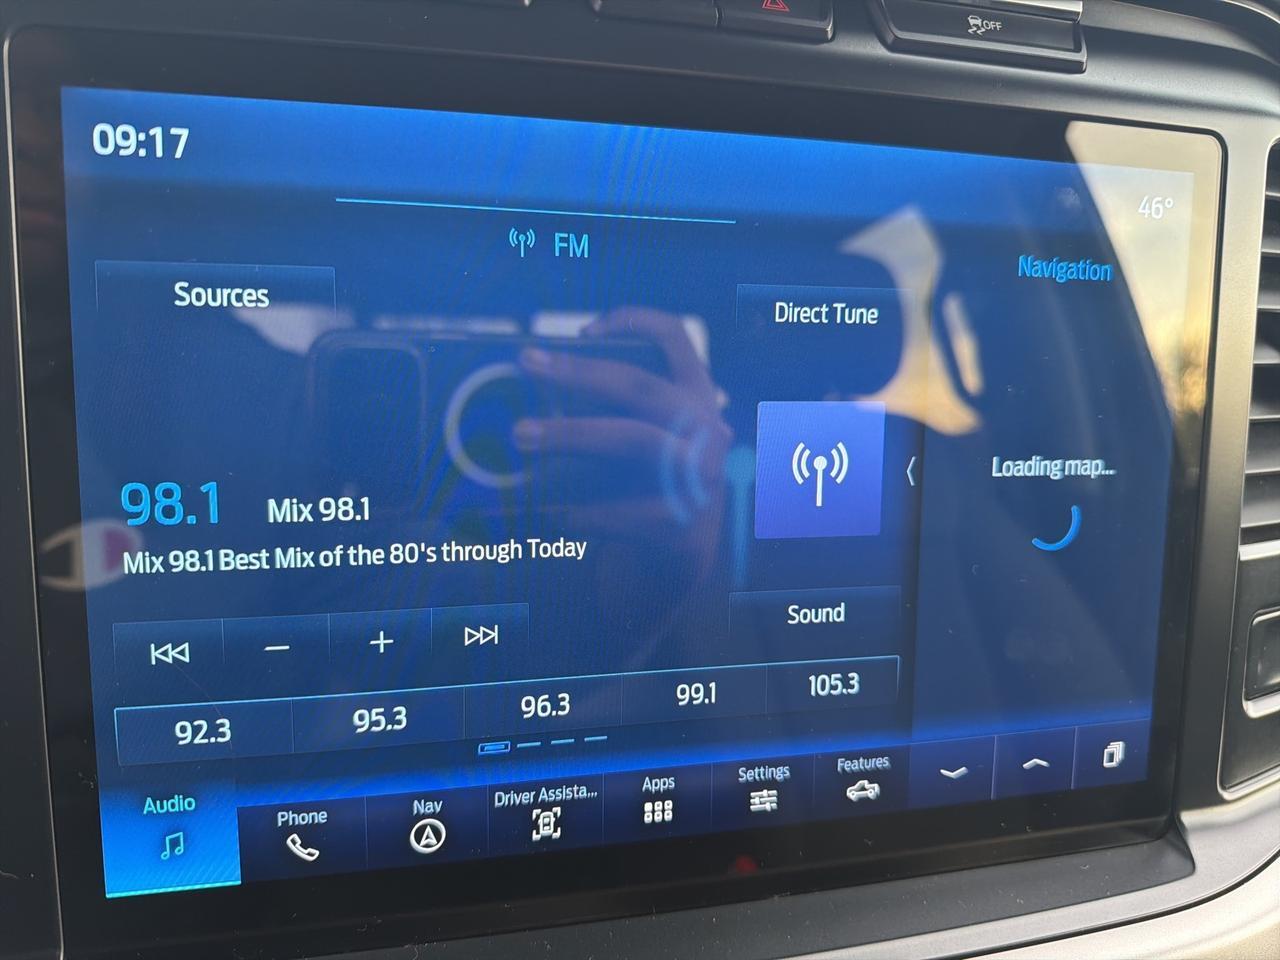 OFF
09:17
46°
FM
Navigation
Sources
Direct Tune
Loading map...
98.1 Mix 98.1
Mix 98.1 Best Mix of the 80's through Today
Sound
92.3 95.3 96.3 99.1 105.3
Audio Phone Nav Driver Assista... Apps Settings Features